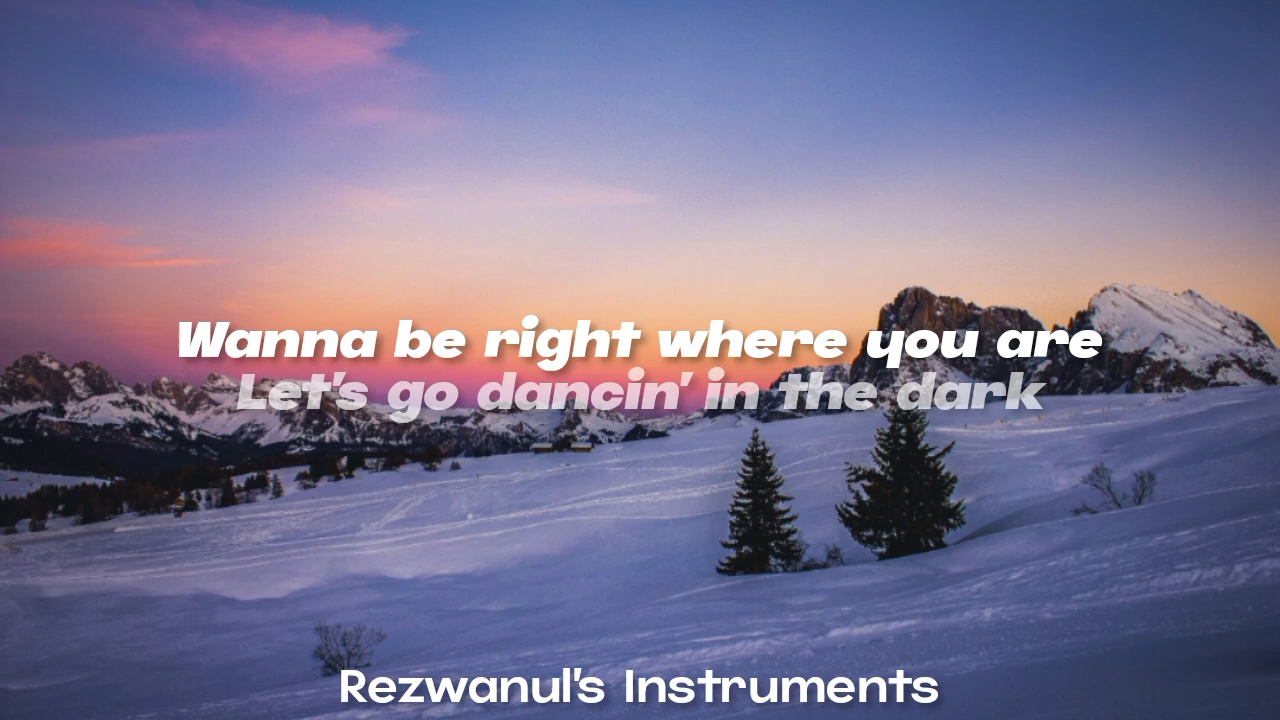 Wanna be right where you are
Let's go dancin' in the dark
Rezwanul's Instruments